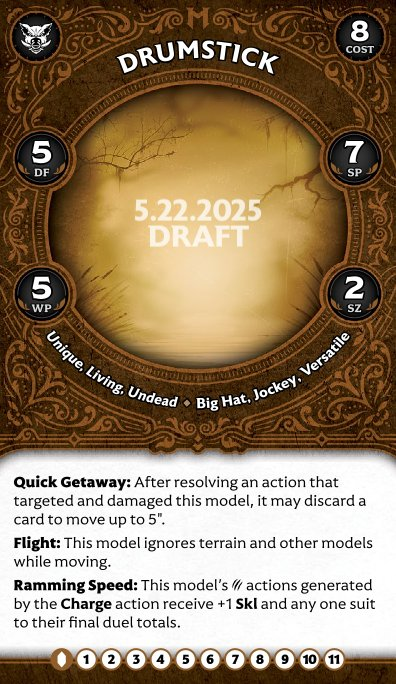 DRUMSTICK
8
COST
5
DF
7
SP
5.22.2025
DRAFT
5
WP
2
SZ
Unique, Living, Undead ◆ Big Hat, Jockey, Versatile
Quick Getaway: After resolving an action that
targeted and damaged this model, it may discard a
card to move up to 5".
Flight: This model ignores terrain and other models
while moving.
Ramming Speed: This model's actions generated
by the Charge action receive +1 Skl and any one suit
to their final duel totals.
1 2 3 4 5 6 7 8 9 10 11